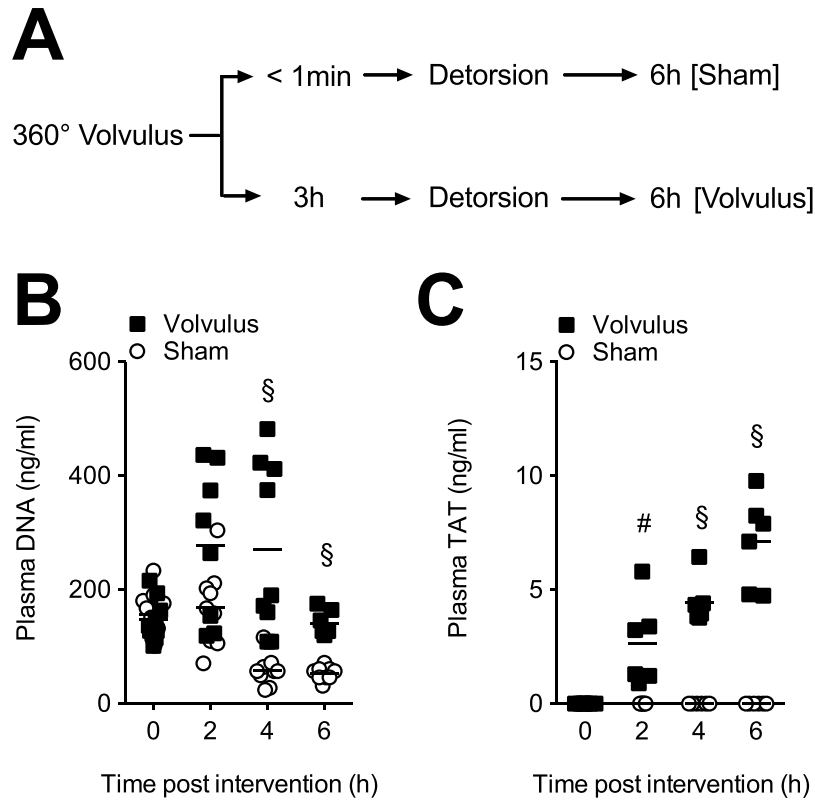 A
< 1min Detorsion 6h [Sham]
360° Volvulus
3h Detorsion 6h [Volvulus]
B
Volvulus
Sham
Plasma DNA (ng/ml)
600
400
200
0
§
§
0 2 4 6
Time post intervention (h)
C
Volvulus
Sham
Plasma TAT (ng/ml)
15
10
5
0
#
§
§
0 2 4 6
Time post intervention (h)